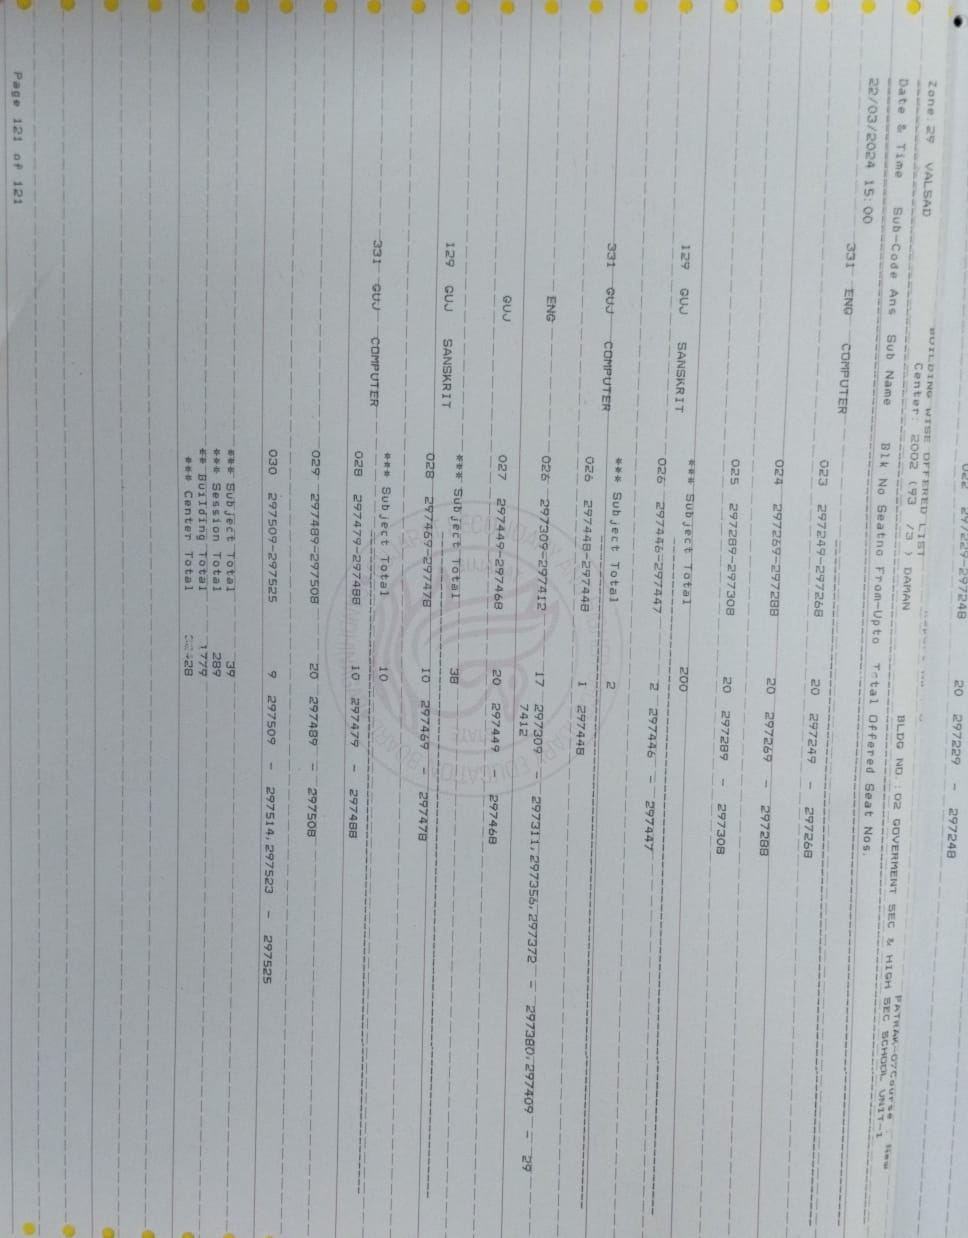 022 297229-297248 20 297229 - 297248
BUILDING WISE OFFERED LIST PATRAK-07Course : New
Zone:29 VALSAD Center: 2002 (93 /3 ) DAMAN BLDG NO.:02 GOVERMENT SEC & HIGH SEC SCHOOL UNIT-1
Date & Time Sub-Code Ans Sub Name Blk No Seatno From-Upto Total Offered Seat Nos.
22/03/2024 15:00
331 ENG COMPUTER
023 297249-297268 20 297249 - 297268
024 297269-297288 20 297269 - 297288
025 297289-297308 20 297289 - 297308
*** Subject Total 200
129 GUJ SANSKRIT
026 297446-297447 2 297446 - 297447
*** Subject Total 2
331 GUJ COMPUTER
026 297448-297448 1 297448
ENG 026 297309-297412 17 297309 - 297311,297356,297372 - 297380,297409 - 29
7412
GUJ 027 297449-297468 20 297449 - 297468
*** Subject Total 38
129 GUJ SANSKRIT
028 297469-297478 10 297469 - 297478
*** Subject Total 10
331 GUJ COMPUTER
028 297479-297488 10 297479 - 297488
029 297489-297508 20 297489 - 297508
030 297509-297525 9 297509 - 297514,297523 - 297525
*** Subject Total 39
*** Session Total 289
** Building Total 1779
*** Center Total
Page 121 of 121